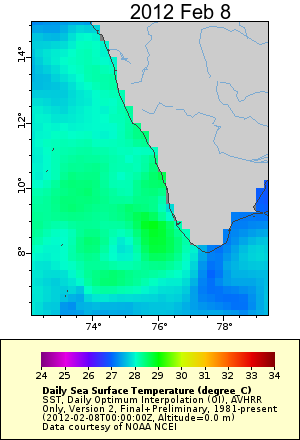 2012 Feb 8
14°
12°
10°
8°
74° 76° 78°
24 25 26 27 28 29 30 31 32 33 34
Daily Sea Surface Temperature (degree_C)
SST, Daily Optimum Interpolation (OI), AVHRR
Only, Version 2, Final+Preliminary, 1981-present
(2012-02-08T00:00:00Z, Altitude=0.0 m)
Data courtesy of NOAA NCEI